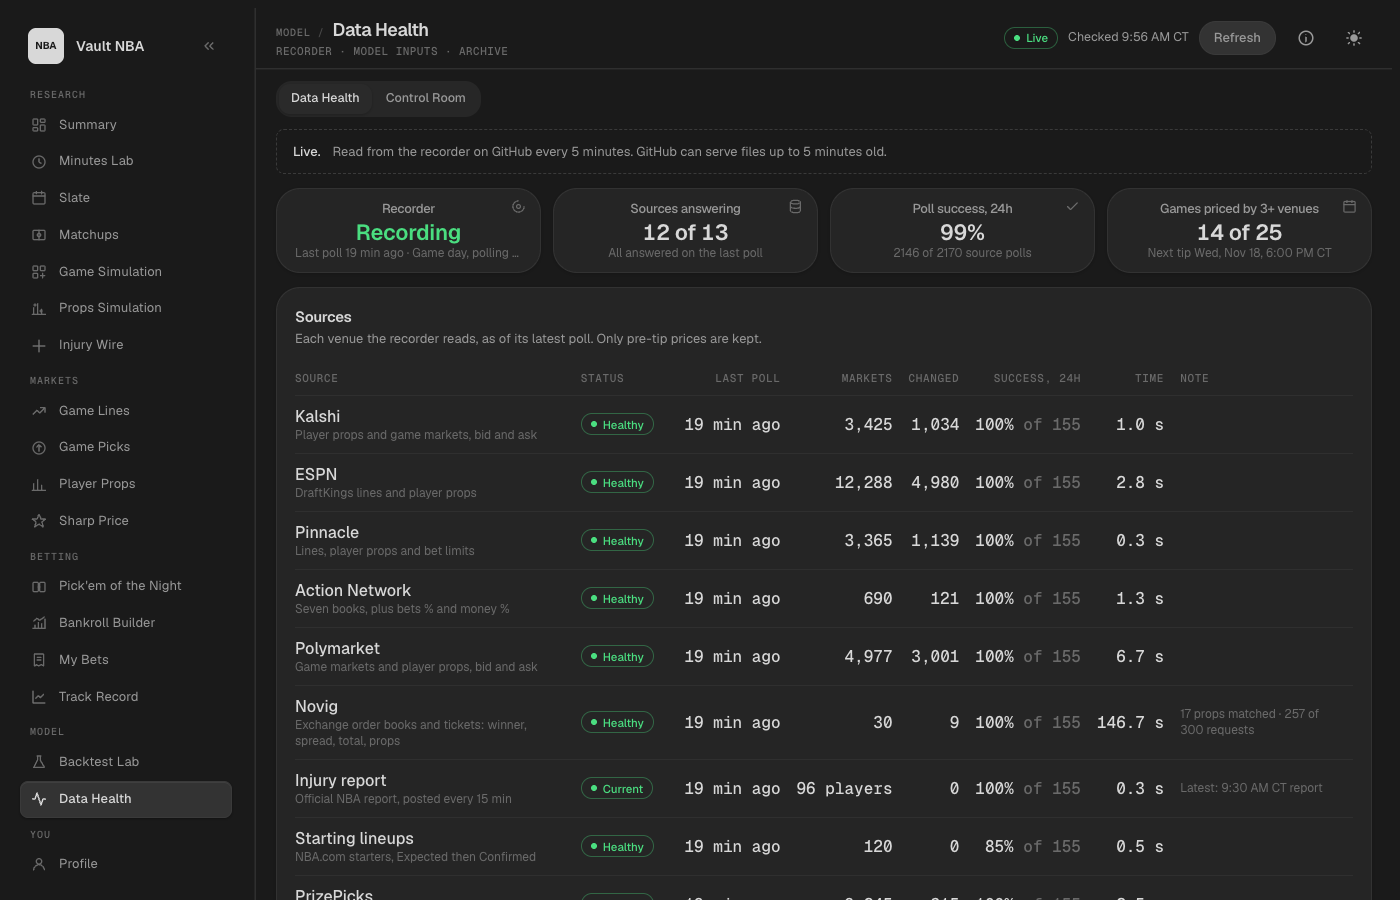 NBA
Vault NBA
RESEARCH
Summary
Minutes Lab
Slate
Matchups
Game Simulation
Props Simulation
Injury Wire
MARKETS
Game Lines
Game Picks
Player Props
Sharp Price
BETTING
Pick'em of the Night
Bankroll Builder
My Bets
Track Record
MODEL
Backtest Lab
Data Health
YOU
Profile
MODEL / Data Health
RECORDER · MODEL INPUTS · ARCHIVE
Live
Checked 9:56 AM CT
Refresh
Data Health
Control Room
Live. Read from the recorder on GitHub every 5 minutes. GitHub can serve files up to 5 minutes old.
Recorder
Recording
Last poll 19 min ago · Game day, polling ...
Sources answering
12 of 13
All answered on the last poll
Poll success, 24h
99%
2146 of 2170 source polls
Games priced by 3+ venues
14 of 25
Next tip Wed, Nov 18, 6:00 PM CT
Sources
Each venue the recorder reads, as of its latest poll. Only pre-tip prices are kept.
SOURCE STATUS LAST POLL MARKETS CHANGED SUCCESS, 24H TIME NOTE
Kalshi
Player props and game markets, bid and ask
Healthy 19 min ago 3,425 1,034 100% of 155 1.0 s
ESPN
DraftKings lines and player props
Healthy 19 min ago 12,288 4,980 100% of 155 2.8 s
Pinnacle
Lines, player props and bet limits
Healthy 19 min ago 3,365 1,139 100% of 155 0.3 s
Action Network
Seven books, plus bets % and money %
Healthy 19 min ago 690 121 100% of 155 1.3 s
Polymarket
Game markets and player props, bid and ask
Healthy 19 min ago 4,977 3,001 100% of 155 6.7 s
Novig
Exchange order books and tickets: winner,
spread, total, props
Healthy 19 min ago 30 9 100% of 155 146.7 s
17 props matched · 257 of
300 requests
Injury report
Official NBA report, posted every 15 min
Current 19 min ago 96 players 0 100% of 155 0.3 s
Latest: 9:30 AM CT report
Starting lineups
NBA.com starters, Expected then Confirmed
Healthy 19 min ago 120 0 85% of 155 0.5 s
PrizePicks